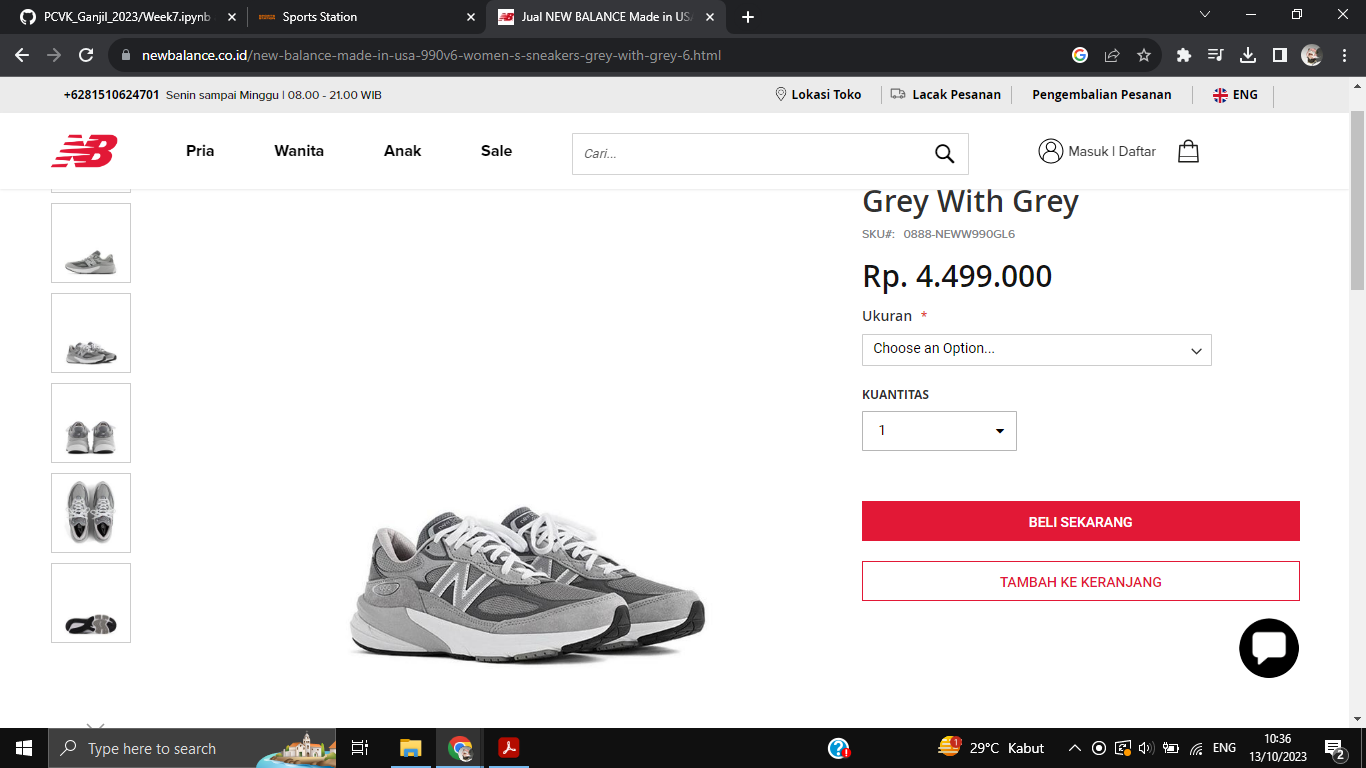 PCVK_Ganjil_2023/Week7.ipynb
Sports Station
Jual NEW BALANCE Made in USA
newbalance.co.id/new-balance-made-in-usa-990v6-women-s-sneakers-grey-with-grey-6.html
+6281510624701 Senin sampai Minggu | 08.00 - 21.00 WIB
Lokasi Toko
Lacak Pesanan
Pengembalian Pesanan
ENG
NB
Pria
Wanita
Anak
Sale
Cari...
Masuk | Daftar
Grey With Grey
SKU#: 0888-NEWW990GL6
Rp. 4.499.000
Ukuran *
Choose an Option...
KUANTITAS
1
BELI SEKARANG
TAMBAH KE KERANJANG
N
Type here to search
1
29°C Kabut
ENG
10:36
13/10/2023
2